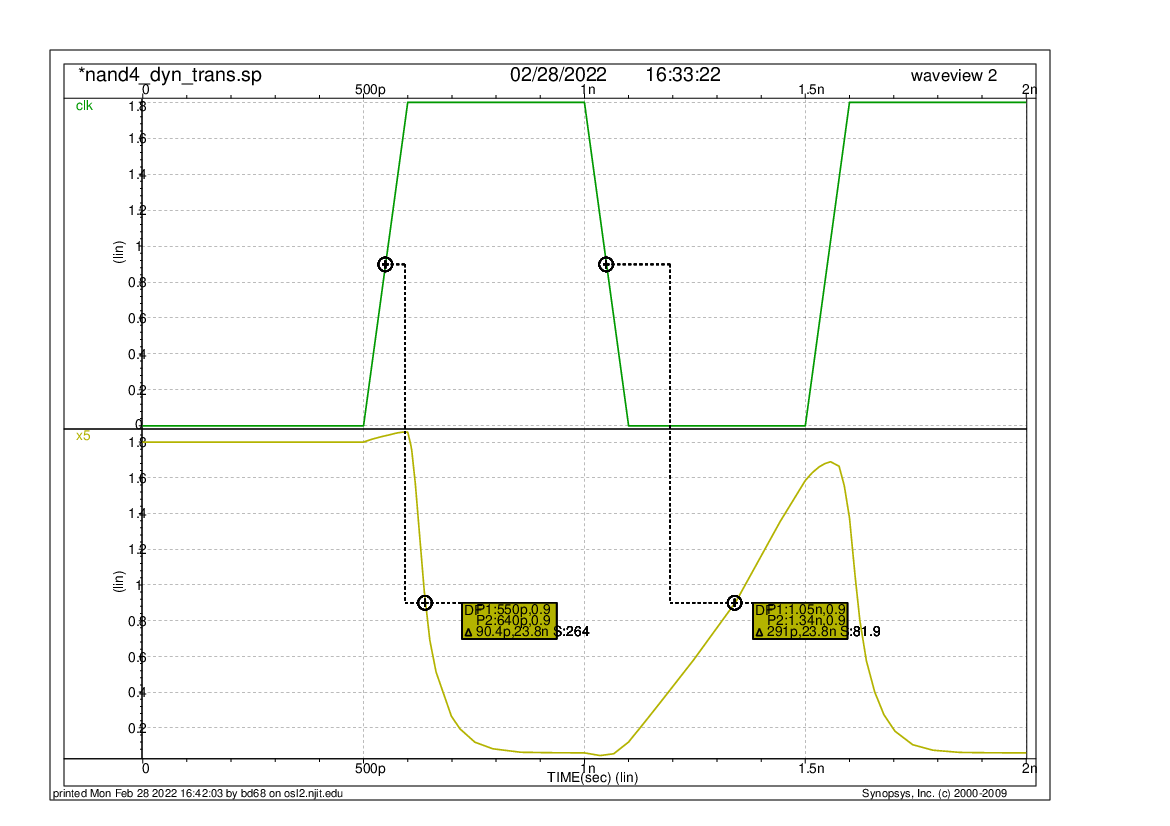 *nand4_dyn_trans.sp 02/28/2022 16:33:22 waveview 2
0 500p 1n 1.5n 2n
clk
1.8
1.6
1.4
1.2
1
(lin)
0.8
0.6
0.4
0.2
0
x5
1.8
1.6
1.4
1.2
1
(lin)
0.8
0.6
0.4
0.2
DP1:550p,0.9
P2:640p,0.9
Δ 90.4p,23.8n S:264
DP1:1.05n,0.9
P2:1.34n,0.9
Δ 291p,23.8n S:81.9
0 500p 1n 1.5n 2n
TIME(sec) (lin)
printed Mon Feb 28 2022 16:42:03 by bd68 on osl2.njit.edu
Synopsys, Inc. (c) 2000-2009